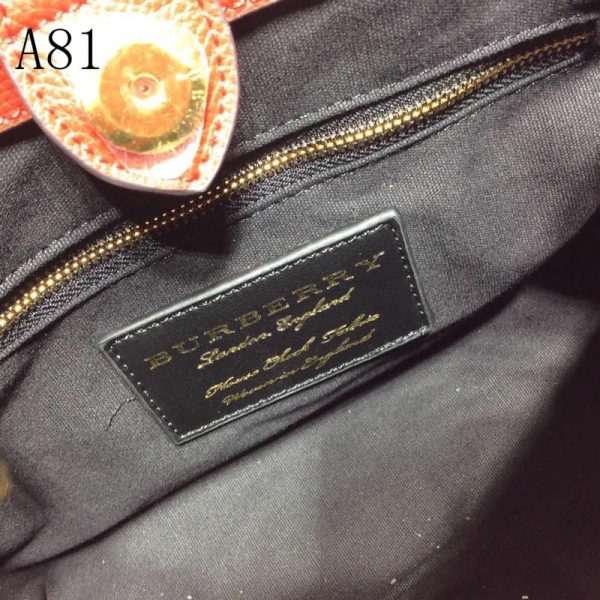 A81
BURBERRY
London, England
House Check Fabric
Woven in England